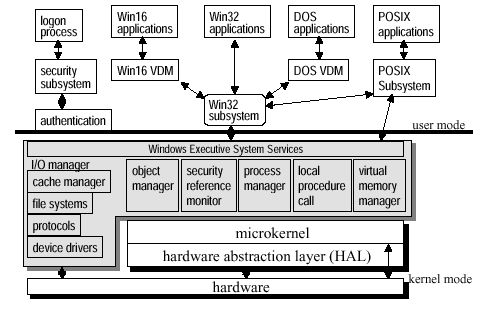 logon
process
Win16
applications
Win32
applications
DOS
applications
POSIX
applications
security
subsystem
Win16 VDM
DOS VDM
POSIX
Subsystem
Win32
subsystem
authentication
user mode
Windows Executive System Services
I/O manager
cache manager
file systems
protocols
device drivers
object
manager
security
reference
monitor
process
manager
local
procedure
call
virtual
memory
manager
microkernel
hardware abstraction layer (HAL)
kernel mode
hardware